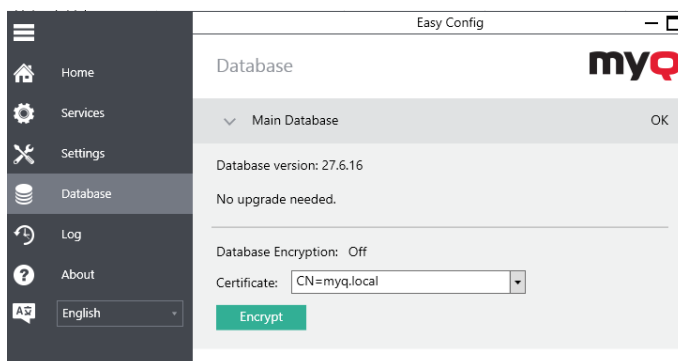 Easy Config
Home
Services
Settings
Database
Log
About
English
Database
myQ
Main Database OK
Database version: 27.6.16
No upgrade needed.
Database Encryption: Off
Certificate: CN=myq.local
Encrypt